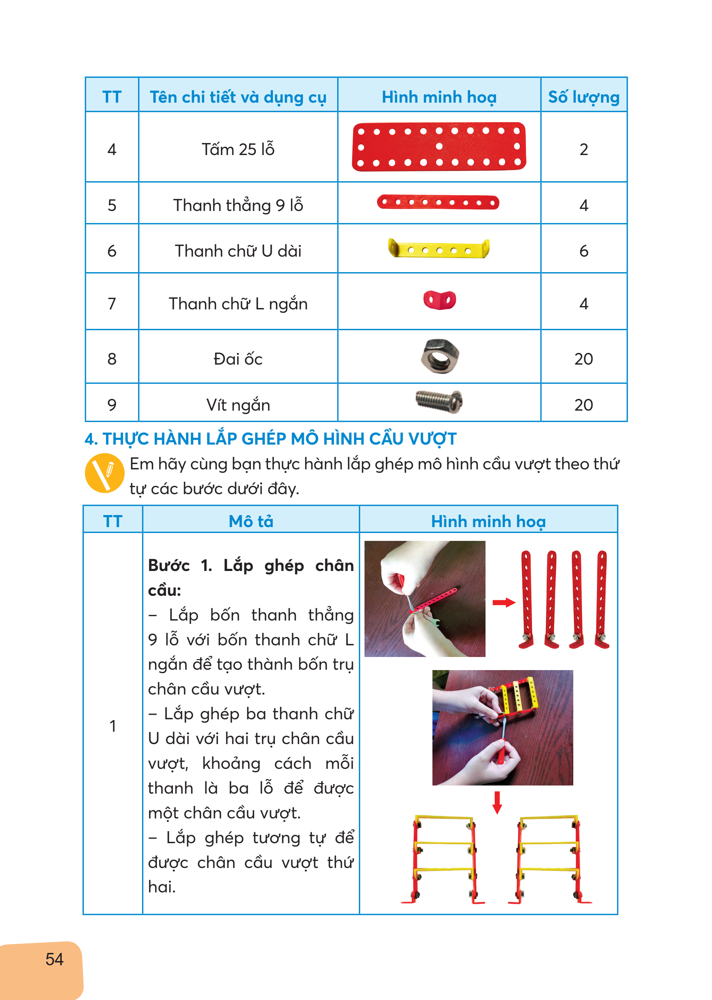 TT Tên chi tiết và dụng cụ Hình minh hoạ Số lượng
4 Tấm 25 lỗ 2
5 Thanh thẳng 9 lỗ 4
6 Thanh chữ U dài 6
7 Thanh chữ L ngắn 4
8 Đai ốc 20
9 Vít ngắn 20
4. THỰC HÀNH LẮP GHÉP MÔ HÌNH CẦU VƯỢT
Em hãy cùng bạn thực hành lắp ghép mô hình cầu vượt theo thứ
tự các bước dưới đây.
TT Mô tả Hình minh hoạ
1
Bước 1. Lắp ghép chân
cầu:
– Lắp bốn thanh thẳng
9 lỗ với bốn thanh chữ L
ngắn để tạo thành bốn trụ
chân cầu vượt.
– Lắp ghép ba thanh chữ
U dài với hai trụ chân cầu
vượt, khoảng cách mỗi
thanh là ba lỗ để được
một chân cầu vượt.
– Lắp ghép tương tự để
được chân cầu vượt thứ
hai.
54